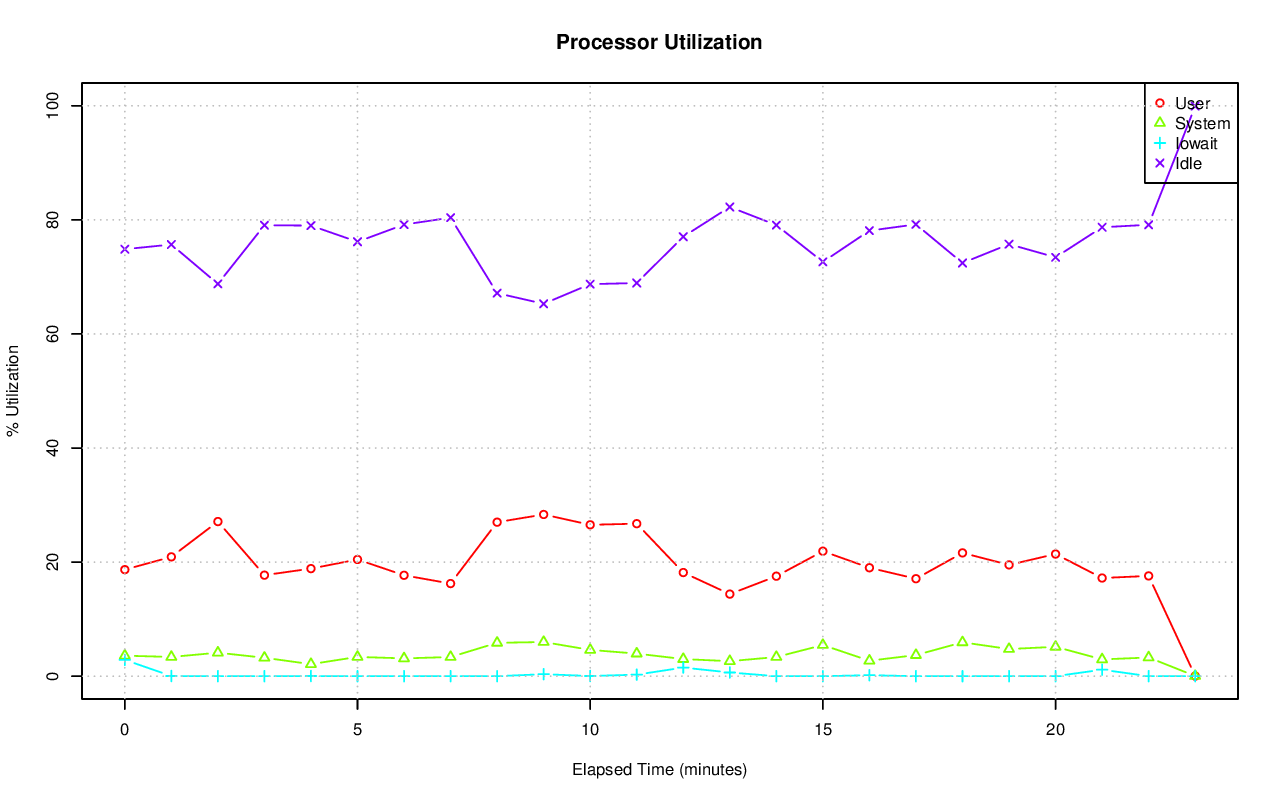 Processor Utilization
% Utilization
100
80
60
40
20
0
User
System
Iowait
Idle
0 5 10 15 20
Elapsed Time (minutes)